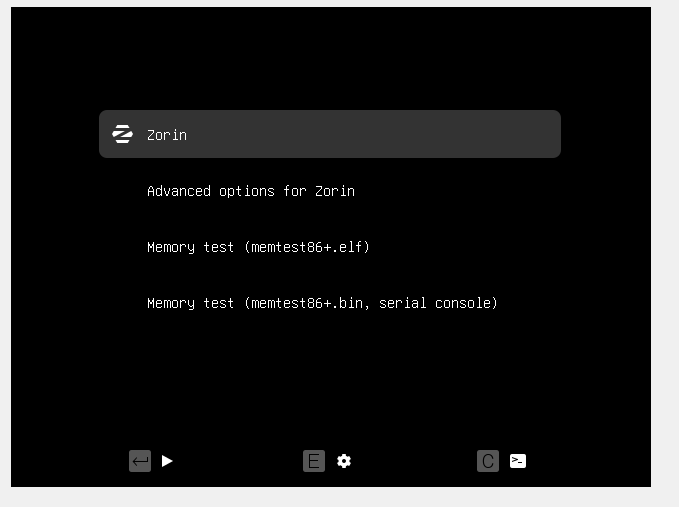 Zorin
Advanced options for Zorin
Memory test (memtest86+.elf)
Memory test (memtest86+.bin, serial console)
E
C
>_